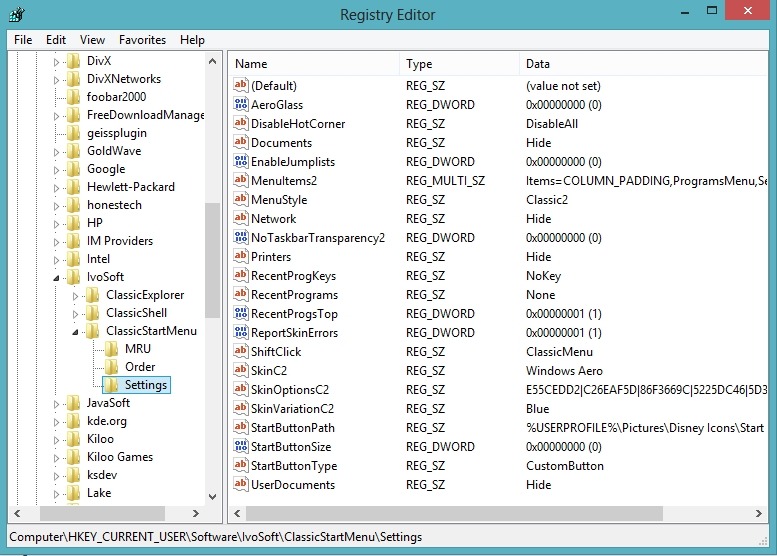 Registry Editor
File Edit View Favorites Help
DivX
DivXNetworks
foobar2000
FreeDownloadManage
geissplugin
GoldWave
Google
Hewlett-Packard
honestech
HP
IM Providers
Intel
IvoSoft
ClassicExplorer
ClassicShell
ClassicStartMenu
MRU
Order
Settings
JavaSoft
kde.org
Kiloo
Kiloo Games
ksdev
Lake
Name Type Data
(Default) REG_SZ (value not set)
AeroGlass REG_DWORD 0x00000000 (0)
DisableHotCorner REG_SZ DisableAll
Documents REG_SZ Hide
EnableJumplists REG_DWORD 0x00000000 (0)
MenuItems2 REG_MULTI_SZ Items=COLUMN_PADDING,ProgramsMenu,Se
MenuStyle REG_SZ Classic2
Network REG_SZ Hide
NoTaskbarTransparency2 REG_DWORD 0x00000000 (0)
Printers REG_SZ Hide
RecentProgKeys REG_SZ NoKey
RecentPrograms REG_SZ None
RecentProgsTop REG_DWORD 0x00000001 (1)
ReportSkinErrors REG_DWORD 0x00000001 (1)
ShiftClick REG_SZ ClassicMenu
SkinC2 REG_SZ Windows Aero
SkinOptionsC2 REG_SZ E55CEDD2|C26EAF5D|86F3669C|5225DC46|5D3
SkinVariationC2 REG_SZ Blue
StartButtonPath REG_SZ %USERPROFILE%\Pictures\Disney Icons\Start
StartButtonSize REG_DWORD 0x00000000 (0)
StartButtonType REG_SZ CustomButton
UserDocuments REG_SZ Hide
Computer\HKEY_CURRENT_USER\Software\IvoSoft\ClassicStartMenu\Settings